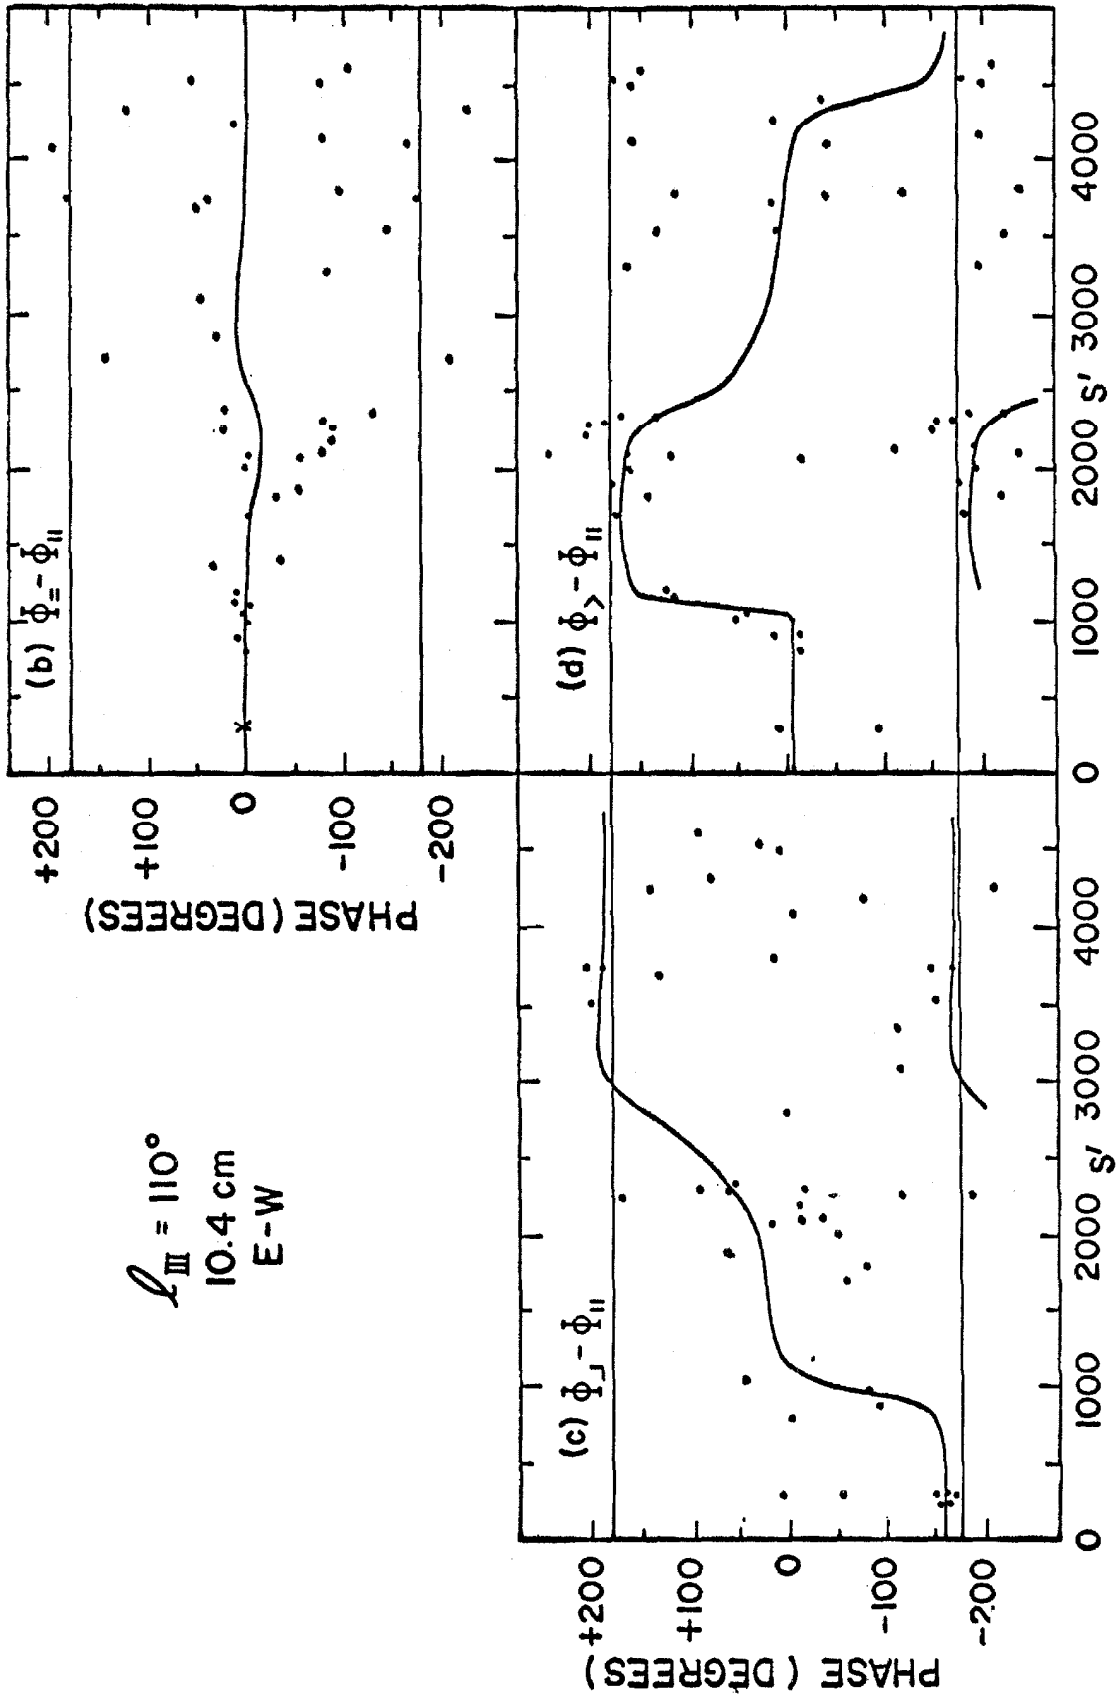 ℓIII = 110°
10.4 cm
E-W
(b) Φ= - Φ||
+200
+100
0
-100
-200
PHASE (DEGREES)
(c) Φ⅃ - Φ||
+200
+100
0
-100
-200
PHASE (DEGREES)
0 1000 2000 S' 3000 4000
(d) Φ> - Φ||
0 1000 2000 S' 3000 4000